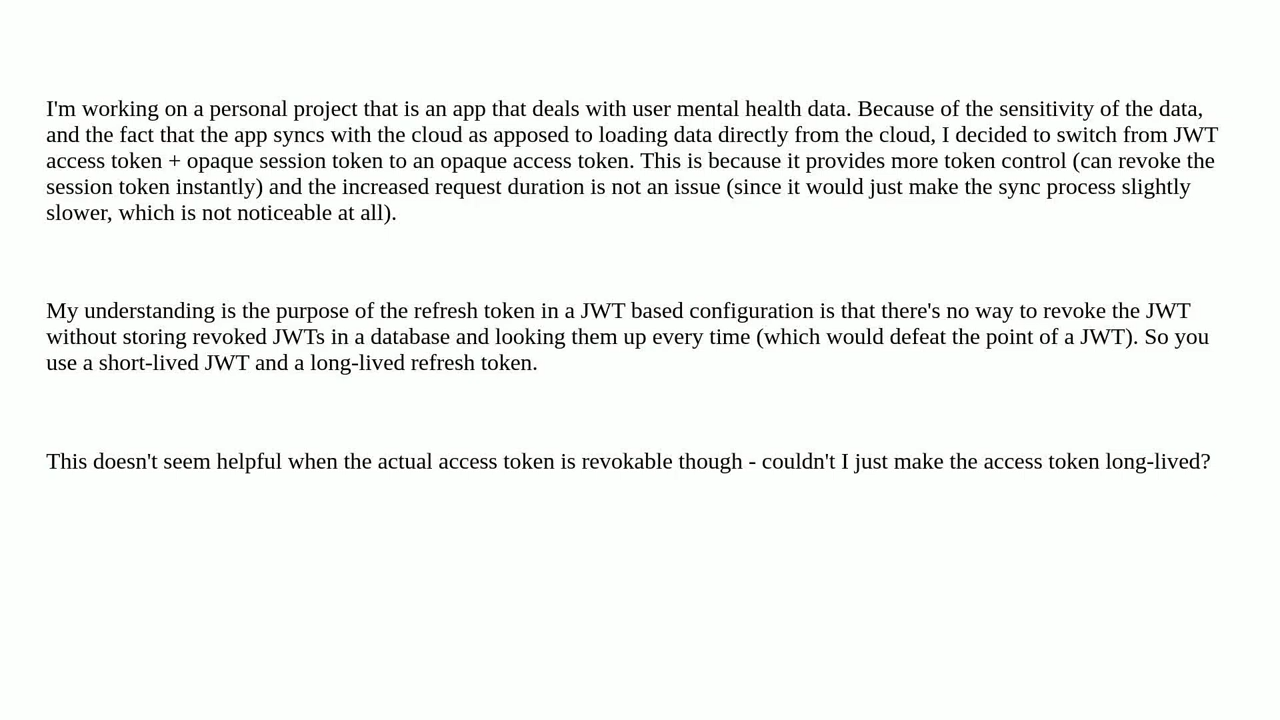 I'm working on a personal project that is an app that deals with user mental health data. Because of the sensitivity of the data,
and the fact that the app syncs with the cloud as apposed to loading data directly from the cloud, I decided to switch from JWT
access token + opaque session token to an opaque access token. This is because it provides more token control (can revoke the
session token instantly) and the increased request duration is not an issue (since it would just make the sync process slightly
slower, which is not noticeable at all).
My understanding is the purpose of the refresh token in a JWT based configuration is that there's no way to revoke the JWT
without storing revoked JWTs in a database and looking them up every time (which would defeat the point of a JWT). So you
use a short-lived JWT and a long-lived refresh token.
This doesn't seem helpful when the actual access token is revokable though - couldn't I just make the access token long-lived?